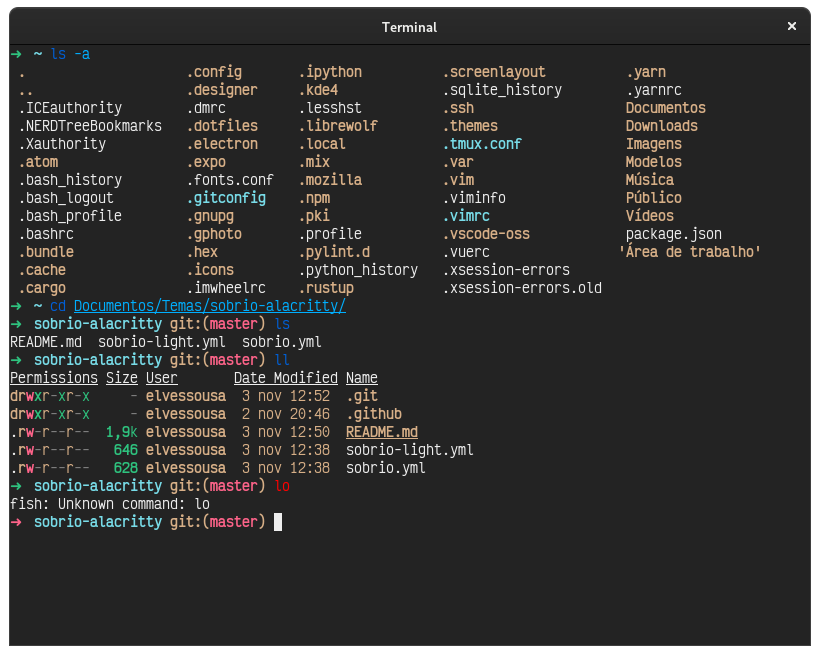 Terminal ×
➜ ~ ls -a
. .config .ipython .screenlayout .yarn
.. .designer .kde4 .sqlite_history .yarnrc
.ICEauthority .dmrc .lesshst .ssh Documentos
.NERDTreeBookmarks .dotfiles .librewolf .themes Downloads
.Xauthority .electron .local .tmux.conf Imagens
.atom .expo .mix .var Modelos
.bash_history .fonts.conf .mozilla .vim Música
.bash_logout .gitconfig .npm .viminfo Público
.bash_profile .gnupg .pki .vimrc Vídeos
.bashrc .gphoto .profile .vscode-oss package.json
.bundle .hex .pylint.d .vuerc 'Área de trabalho'
.cache .icons .python_history .xsession-errors
.cargo .imwheelrc .rustup .xsession-errors.old
➜ ~ cd Documentos/Temas/sobrio-alacritty/
➜ sobrio-alacritty git:(master) ls
README.md sobrio-light.yml sobrio.yml
➜ sobrio-alacritty git:(master) ll
Permissions Size User Date Modified Name
drwxr-xr-x - elvessousa 3 nov 12:52 .git
drwxr-xr-x - elvessousa 2 nov 20:46 .github
.rw-r--r-- 1,9k elvessousa 3 nov 12:50 README.md
.rw-r--r-- 646 elvessousa 3 nov 12:38 sobrio-light.yml
.rw-r--r-- 628 elvessousa 3 nov 12:38 sobrio.yml
➜ sobrio-alacritty git:(master) lo
fish: Unknown command: lo
➜ sobrio-alacritty git:(master)